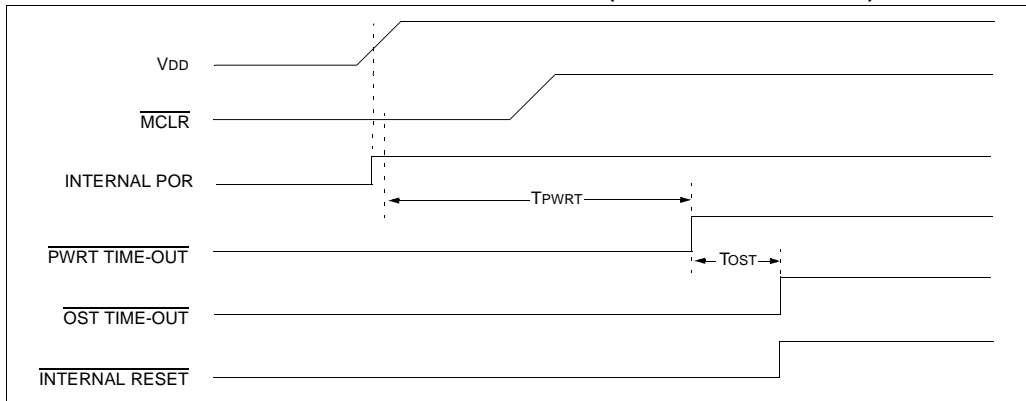 VDD
MCLR
INTERNAL POR
TPWRT
PWRT TIME-OUT
TOST
OST TIME-OUT
INTERNAL RESET